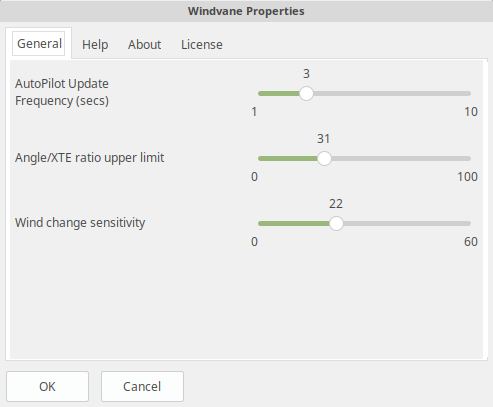 Windvane Properties
General Help About License
AutoPilot Update
Frequency (secs)
3
1 10
Angle/XTE ratio upper limit
31
0 100
Wind change sensitivity
22
0 60
OK Cancel